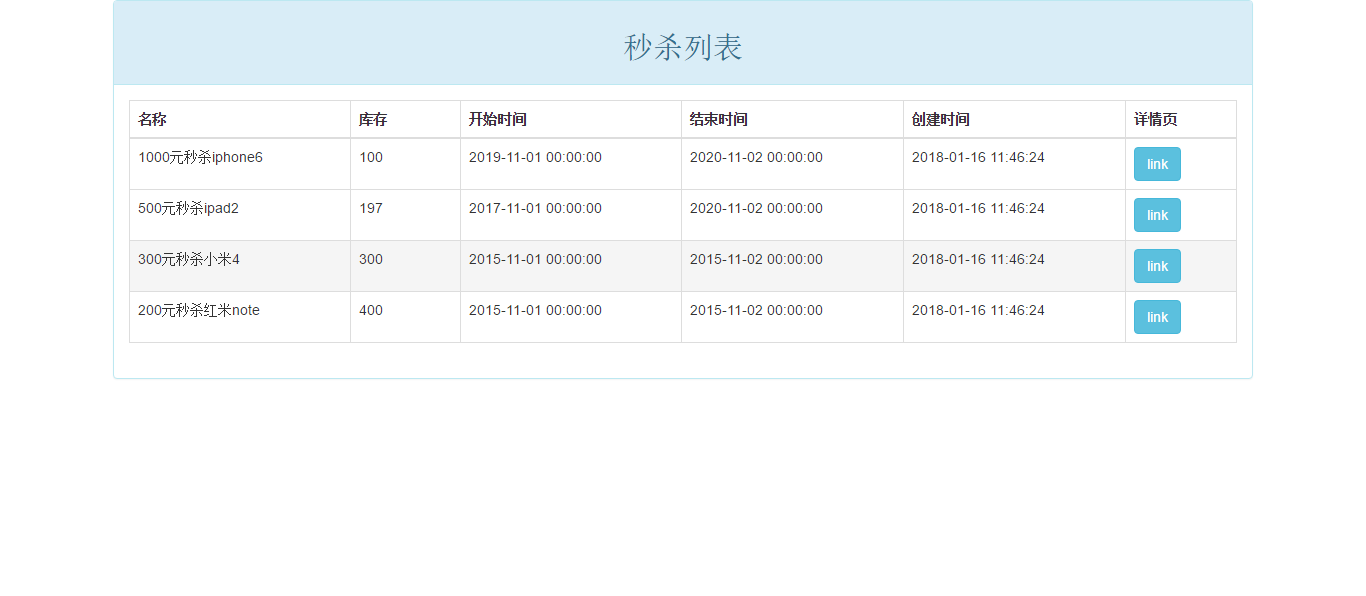 秒杀列表
名称 库存 开始时间 结束时间 创建时间 详情页
1000元秒杀iphone6 100 2019-11-01 00:00:00 2020-11-02 00:00:00 2018-01-16 11:46:24 link
500元秒杀ipad2 197 2017-11-01 00:00:00 2020-11-02 00:00:00 2018-01-16 11:46:24 link
300元秒杀小米4 300 2015-11-01 00:00:00 2015-11-02 00:00:00 2018-01-16 11:46:24 link
200元秒杀红米note 400 2015-11-01 00:00:00 2015-11-02 00:00:00 2018-01-16 11:46:24 link